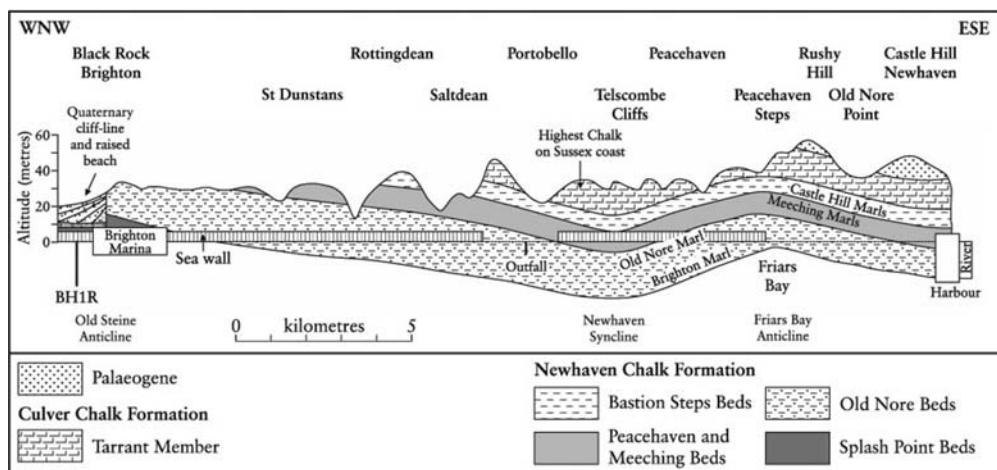 WNW
ESE
Rottingdean
Portobello
Peacehaven
Rushy
Hill
Castle Hill
Newhaven
Black Rock
Brighton
St Dunstans
Saltdean
Telscombe
Cliffs
Peacehaven
Steps
Old Nore
Point
Quaternary
cliff-line
and raised
beach
Highest Chalk
on Sussex coast
Altitude (metres)
60
40
20
0
Castle Hill Marls
Meeching Marls
Old Nore Marl
Brighton Marl
Brighton
Marina
Sea wall
Outfall
Friars
Bay
River
Harbour
BH1R
Old Steine
Anticline
0 kilometres 5
Newhaven
Syncline
Friars Bay
Anticline
Palaeogene
Culver Chalk Formation
Tarrant Member
Newhaven Chalk Formation
Bastion Steps Beds
Old Nore Beds
Peacehaven and
Meeching Beds
Splash Point Beds